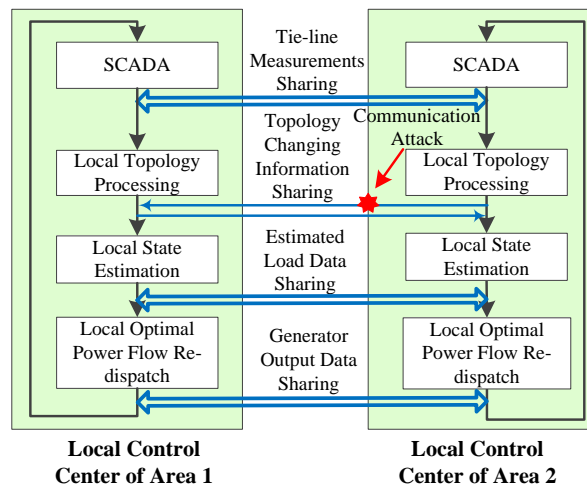 SCADA
Local Topology
Processing
Local State
Estimation
Local Optimal
Power Flow Re-
dispatch
Local Control
Center of Area 1
Tie-line
Measurements
Sharing
Topology
Changing
Information
Sharing
Communication
Attack
Estimated
Load Data
Sharing
Generator
Output Data
Sharing
SCADA
Local Topology
Processing
Local State
Estimation
Local Optimal
Power Flow Re-
dispatch
Local Control
Center of Area 2